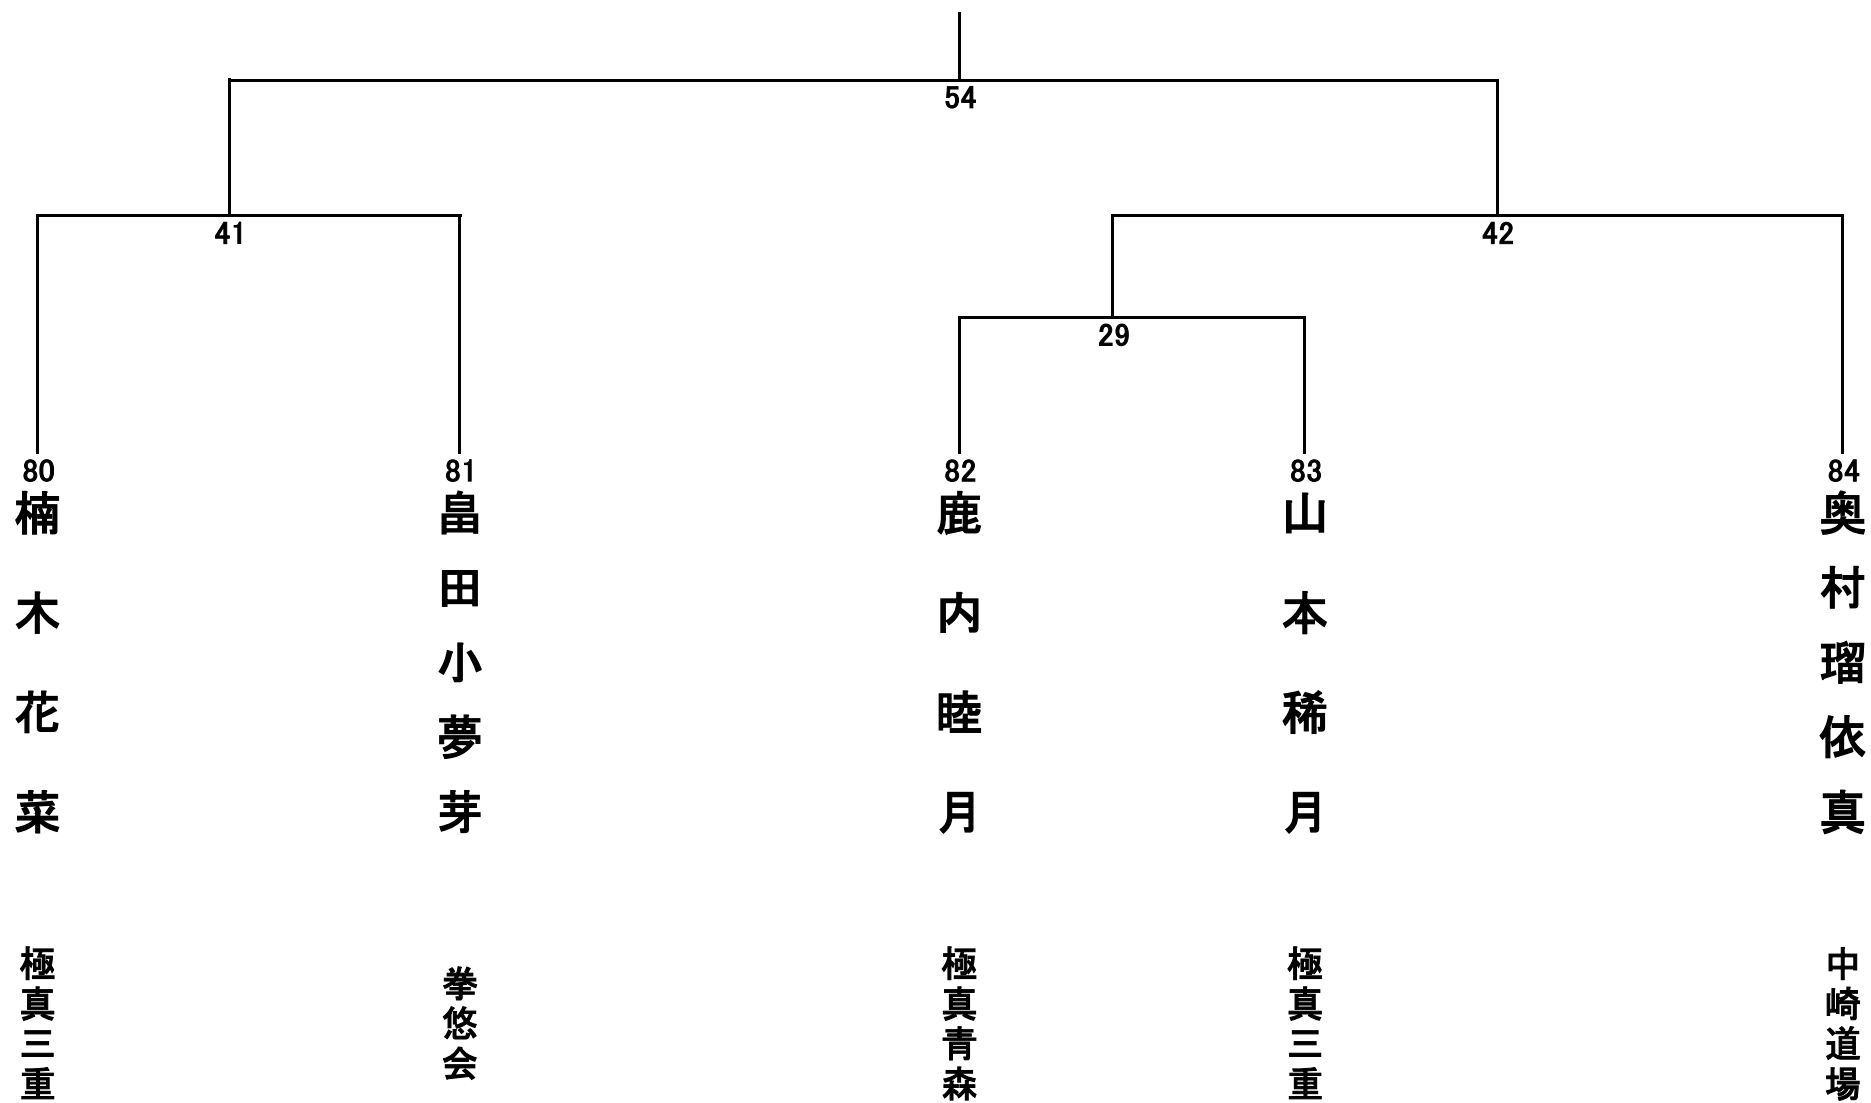 54
41
42
29
80
81
82
83
84
楠木花菜
畠田小夢芽
鹿内睦月
山本稀月
奥村瑠依真
極真三重
拳悠会
極真青森
極真三重
中崎道場